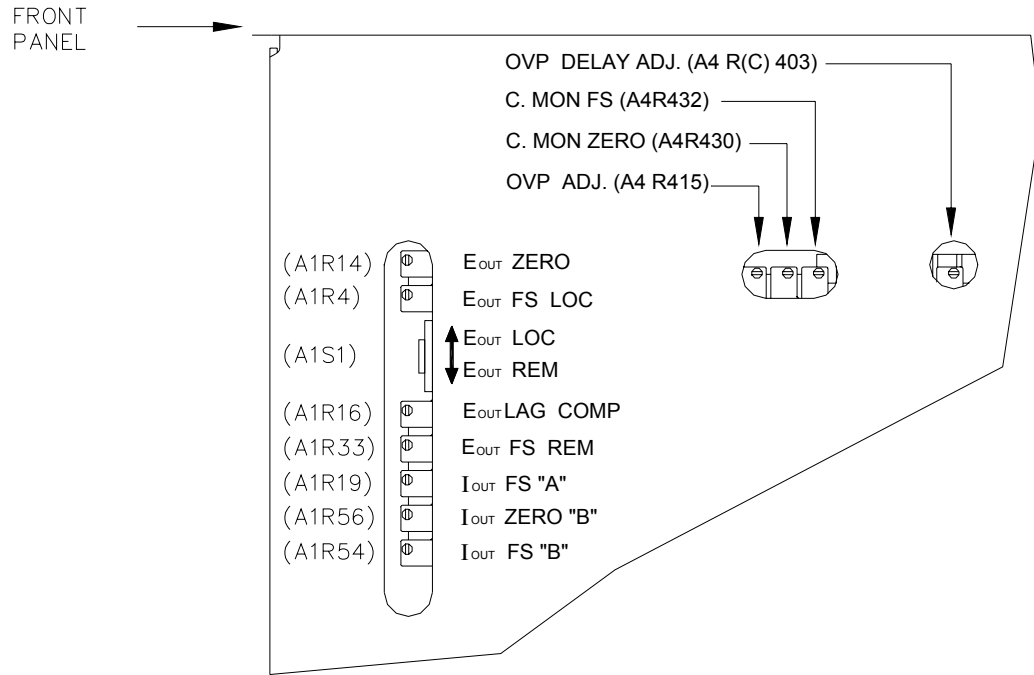 FRONT
PANEL
OVP DELAY ADJ. (A4 R(C) 403)
C. MON FS (A4R432)
C. MON ZERO (A4R430)
OVP ADJ. (A4 R415)
(A1R14) EOUT ZERO
(A1R4) EOUT FS LOC
(A1S1) EOUT LOC
EOUT REM
(A1R16) EOUT LAG COMP
(A1R33) EOUT FS REM
(A1R19) IOUT FS "A"
(A1R56) IOUT ZERO "B"
(A1R54) IOUT FS "B"